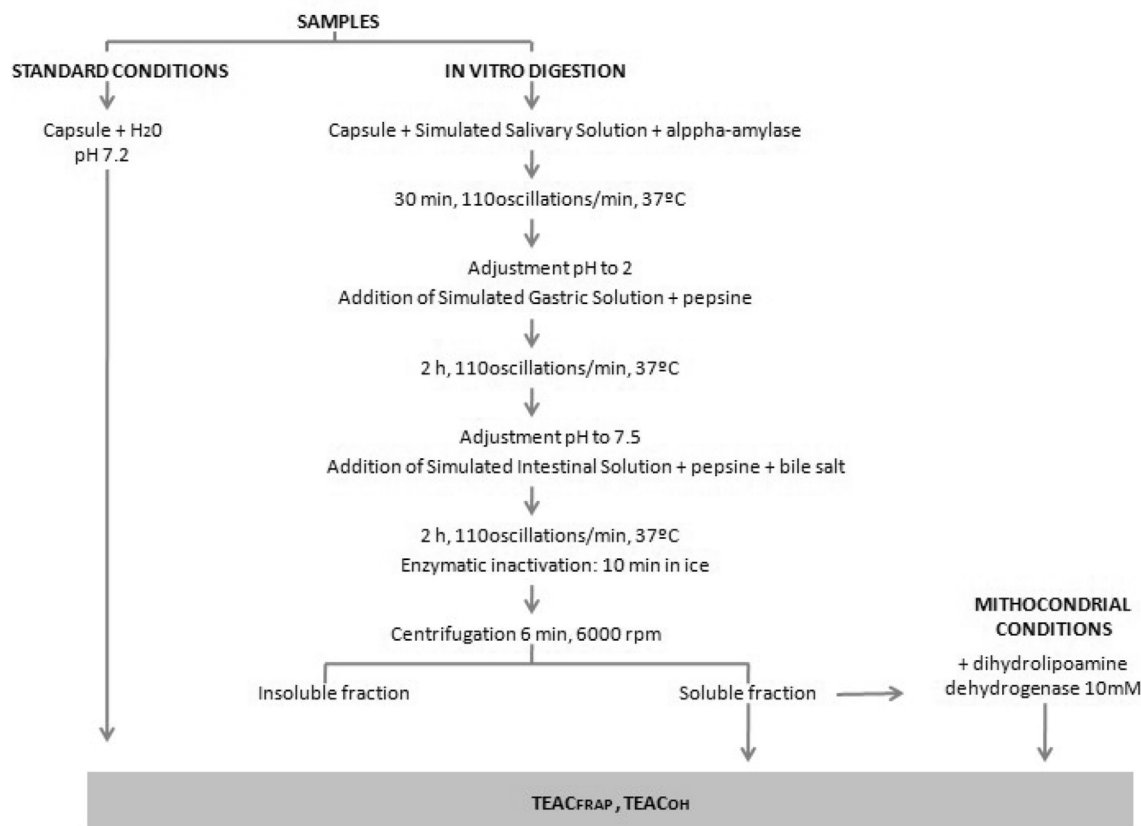 SAMPLES
STANDARD CONDITIONS
Capsule + H2O
pH 7.2
IN VITRO DIGESTION
Capsule + Simulated Salivary Solution + alppha-amylase
30 min, 110oscillations/min, 37ºC
Adjustment pH to 2
Addition of Simulated Gastric Solution + pepsine
2 h, 110oscillations/min, 37ºC
Adjustment pH to 7.5
Addition of Simulated Intestinal Solution + pepsine + bile salt
2 h, 110oscillations/min, 37ºC
Enzymatic inactivation: 10 min in ice
Centrifugation 6 min, 6000 rpm
Insoluble fraction
Soluble fraction
MITHOCONDRIAL
CONDITIONS
+ dihydrolipoamine
dehydrogenase 10mM
TEACFRAP, TEACOH